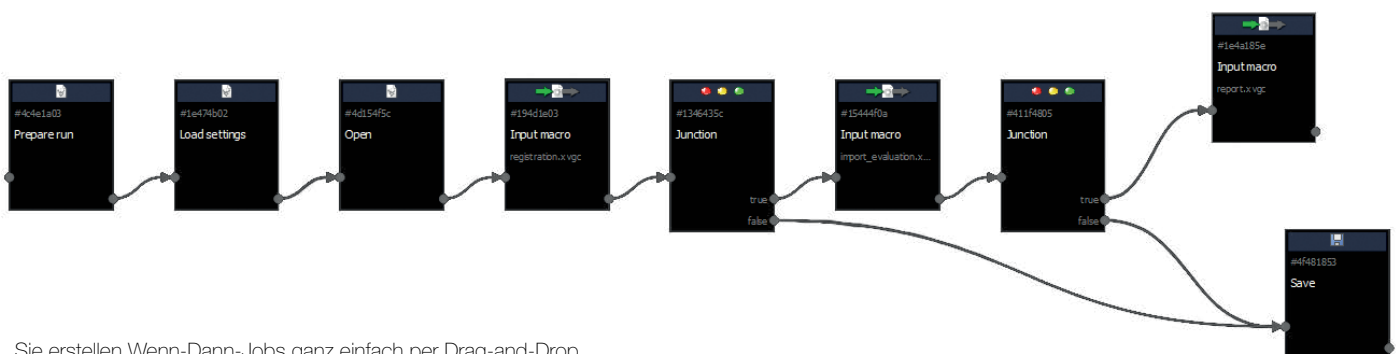 #4c4e1a03
Prepare run
#1e474b02
Load settings
#4d154f5c
Open
#194d1e03
Input macro
registration.xvgc
#1346435c
Junction
true
false
#15444f0a
Input macro
import_evaluation.x...
#411f4805
Junction
true
false
#1e4a185e
Input macro
report.xvgc
#4f481853
Save
Sie erstellen Wenn-Dann-Jobs ganz einfach per Drag-and-Drop